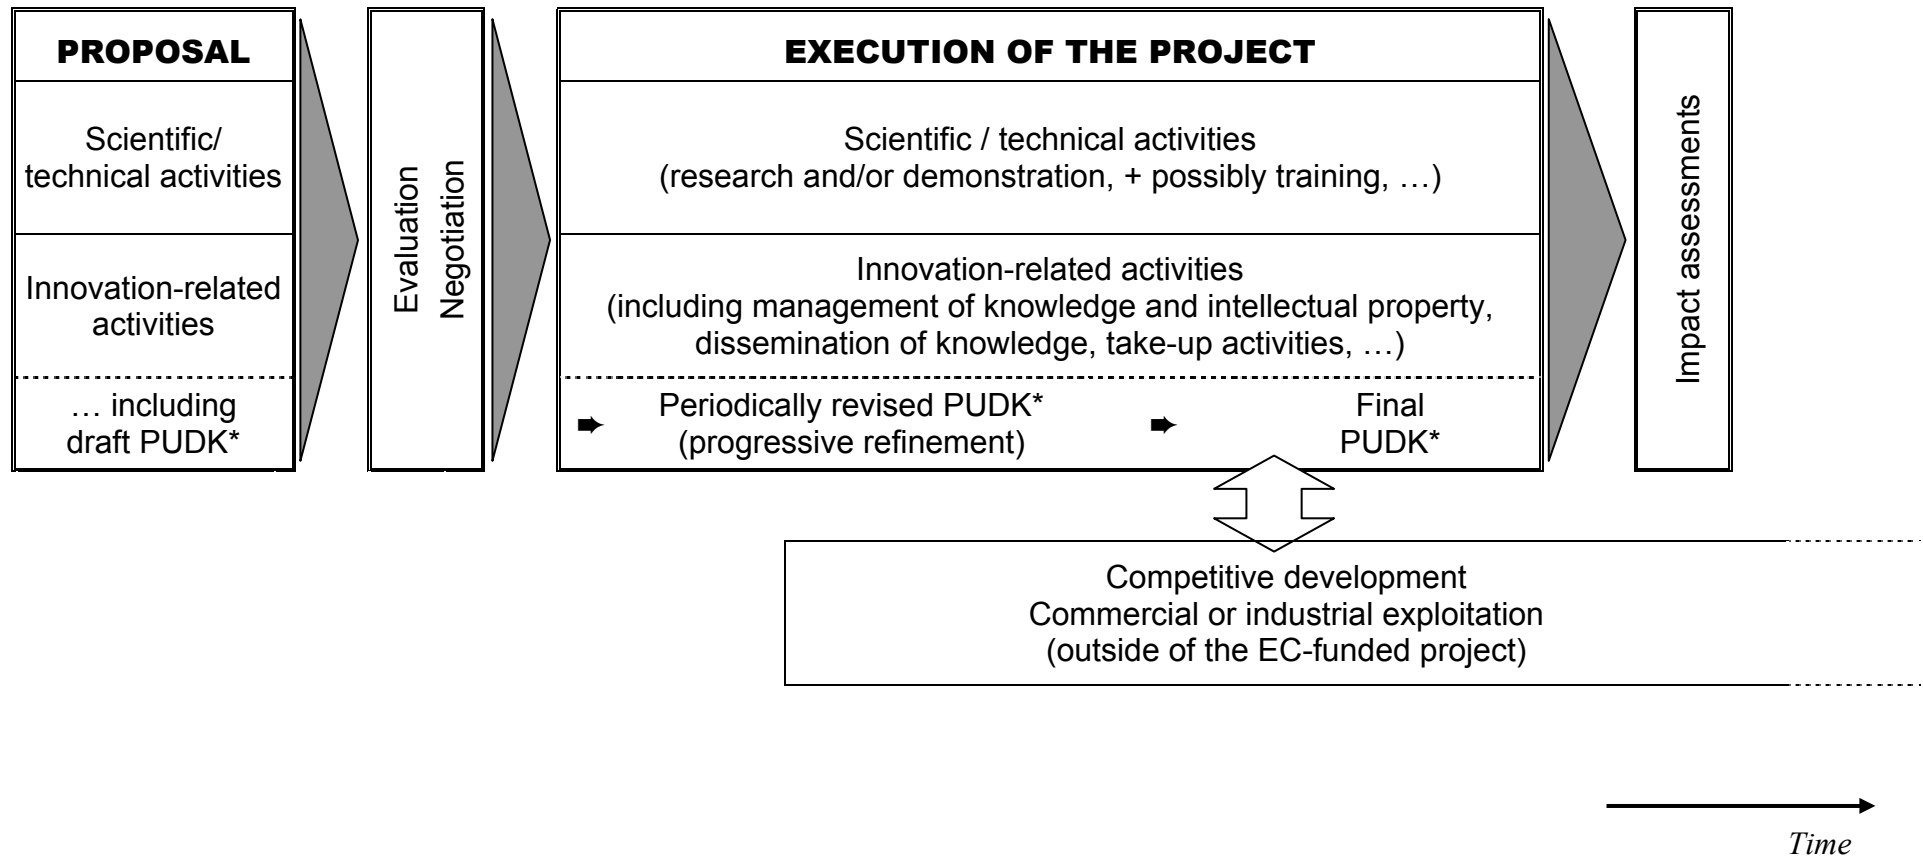 PROPOSAL
Scientific/
technical activities
Innovation-related
activities
… including
draft PUDK*
Evaluation
Negotiation
EXECUTION OF THE PROJECT
Scientific / technical activities
(research and/or demonstration, + possibly training, …)
Innovation-related activities
(including management of knowledge and intellectual property,
dissemination of knowledge, take-up activities, …)
Periodically revised PUDK*
(progressive refinement)
Final
PUDK*
Impact assessments
Competitive development
Commercial or industrial exploitation
(outside of the EC-funded project)
Time